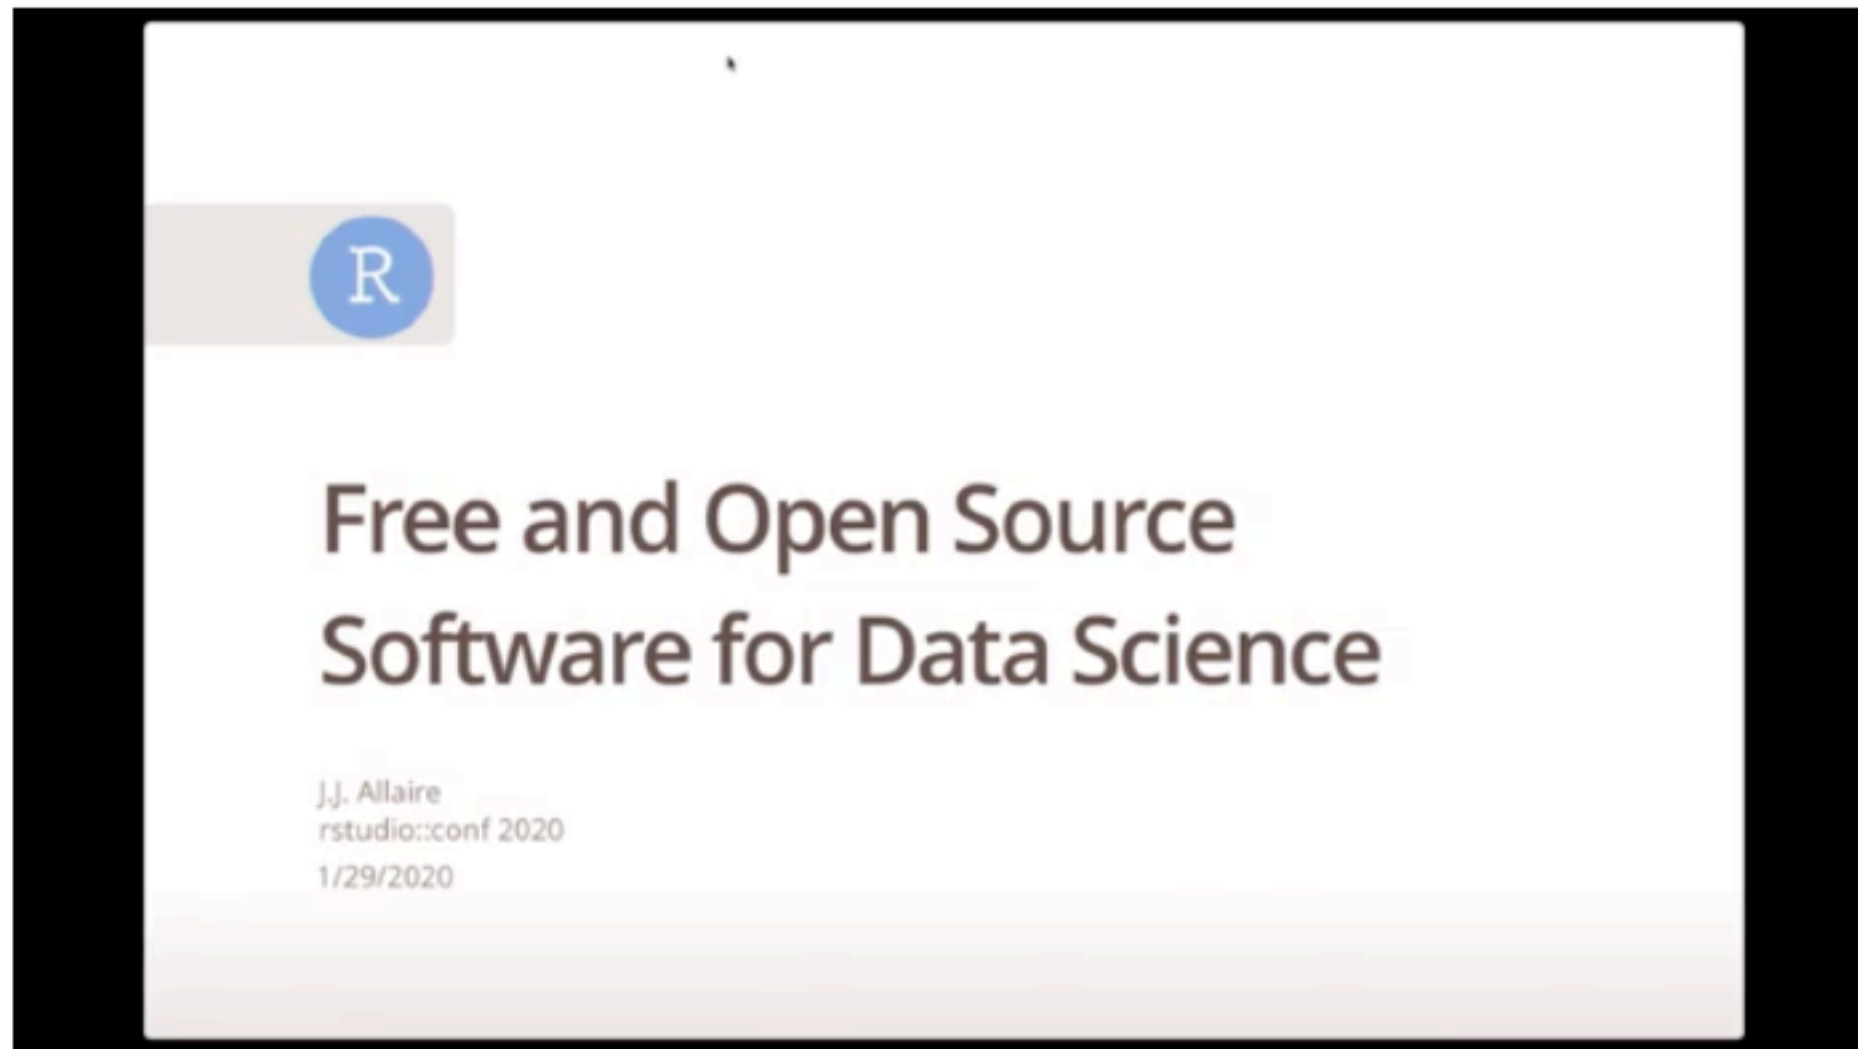 R
Free and Open Source
Software for Data Science
J.J. Allaire
rstudio::conf 2020
1/29/2020